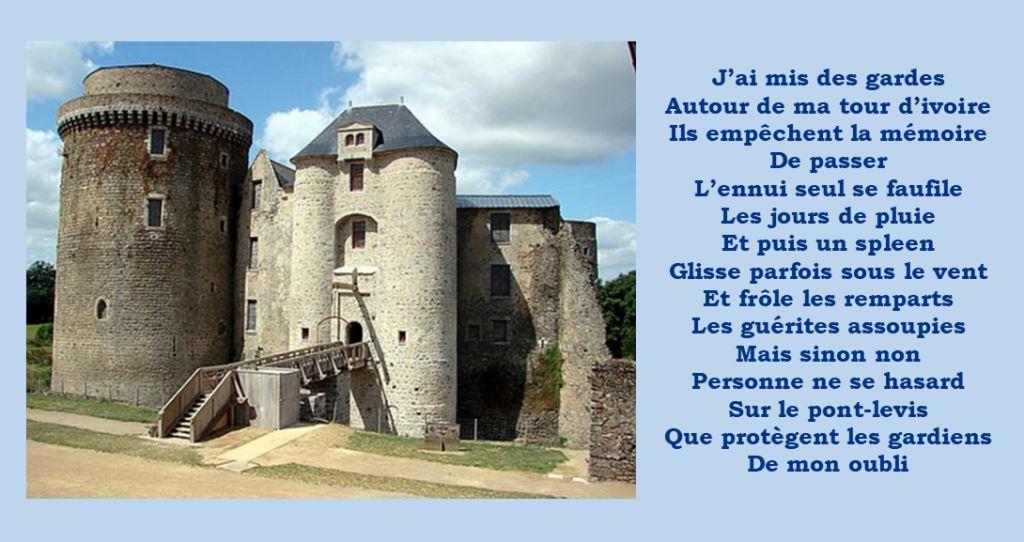 J’ai mis des gardes
Autour de ma tour d’ivoire
Ils empêchent la mémoire
De passer
L’ennui seul se faufile
Les jours de pluie
Et puis un spleen
Glisse parfois sous le vent
Et frôle les remparts
Les guérites assoupies
Mais sinon non
Personne ne se hasard
Sur le pont-levis
Que protègent les gardiens
De mon oubli